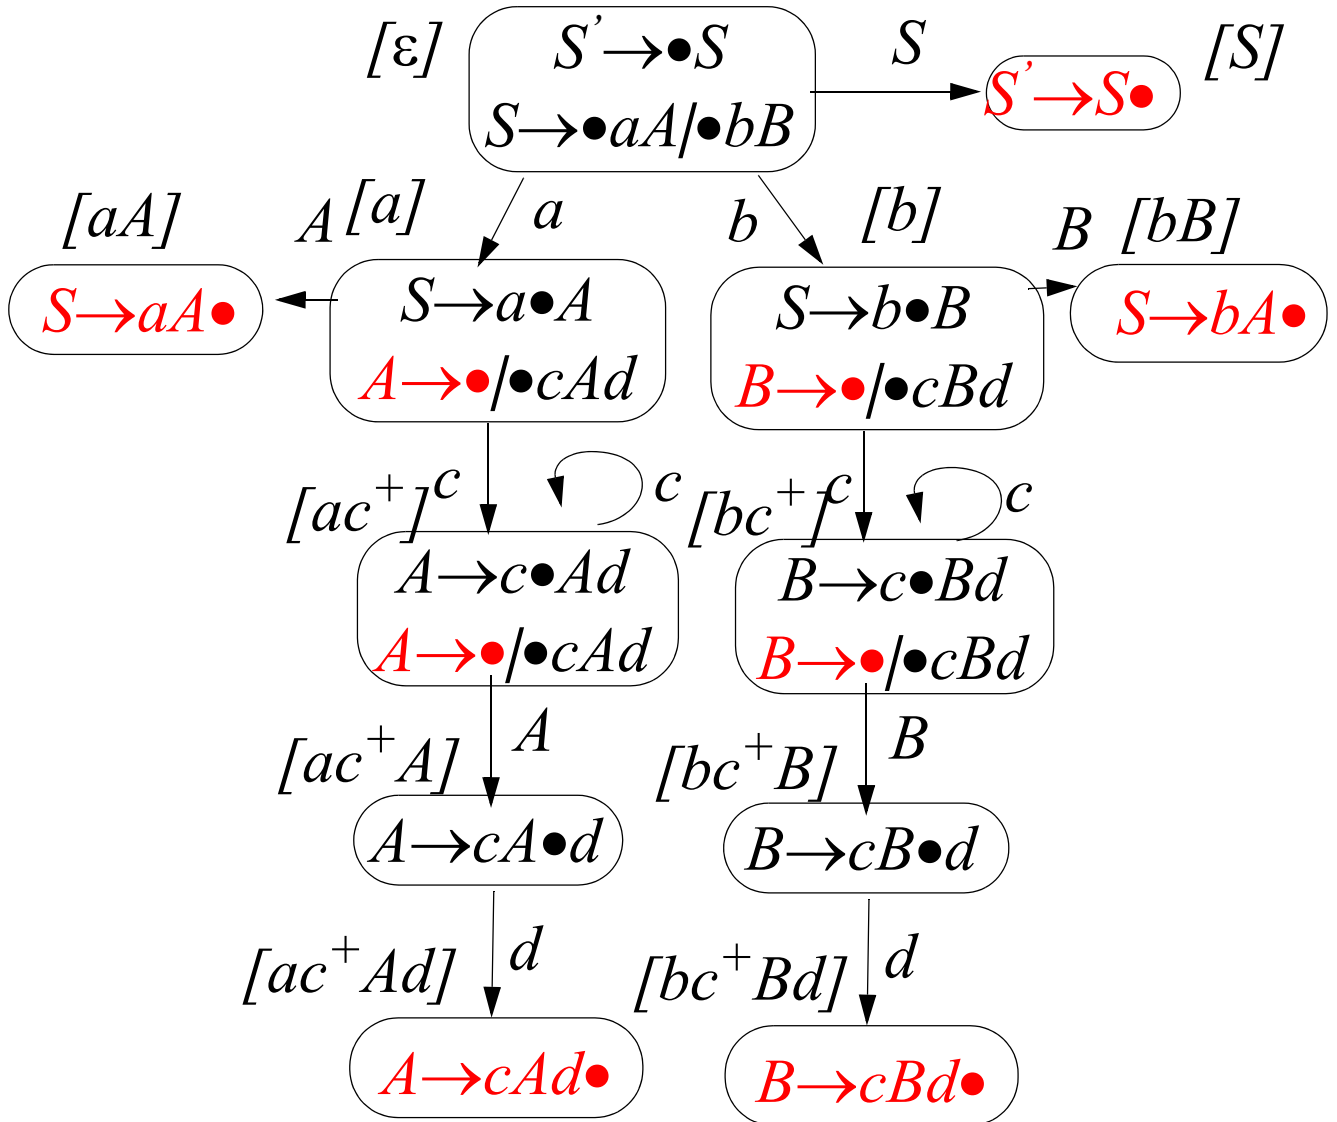 [ε]
S'→•S
S→•aA/•bB
S
S'→S•
[S]
[aA]
A
[a]
a
b
[b]
B
[bB]
S→aA•
S→a•A
A→•/•cAd
S→b•B
B→•/•cBd
S→bA•
[ac⁺]
c
c
[bc⁺]
c
c
A→c•Ad
A→•/•cAd
B→c•Bd
B→•/•cBd
[ac⁺A]
A
[bc⁺B]
B
A→cA•d
B→cB•d
[ac⁺Ad]
d
[bc⁺Bd]
d
A→cAd•
B→cBd•